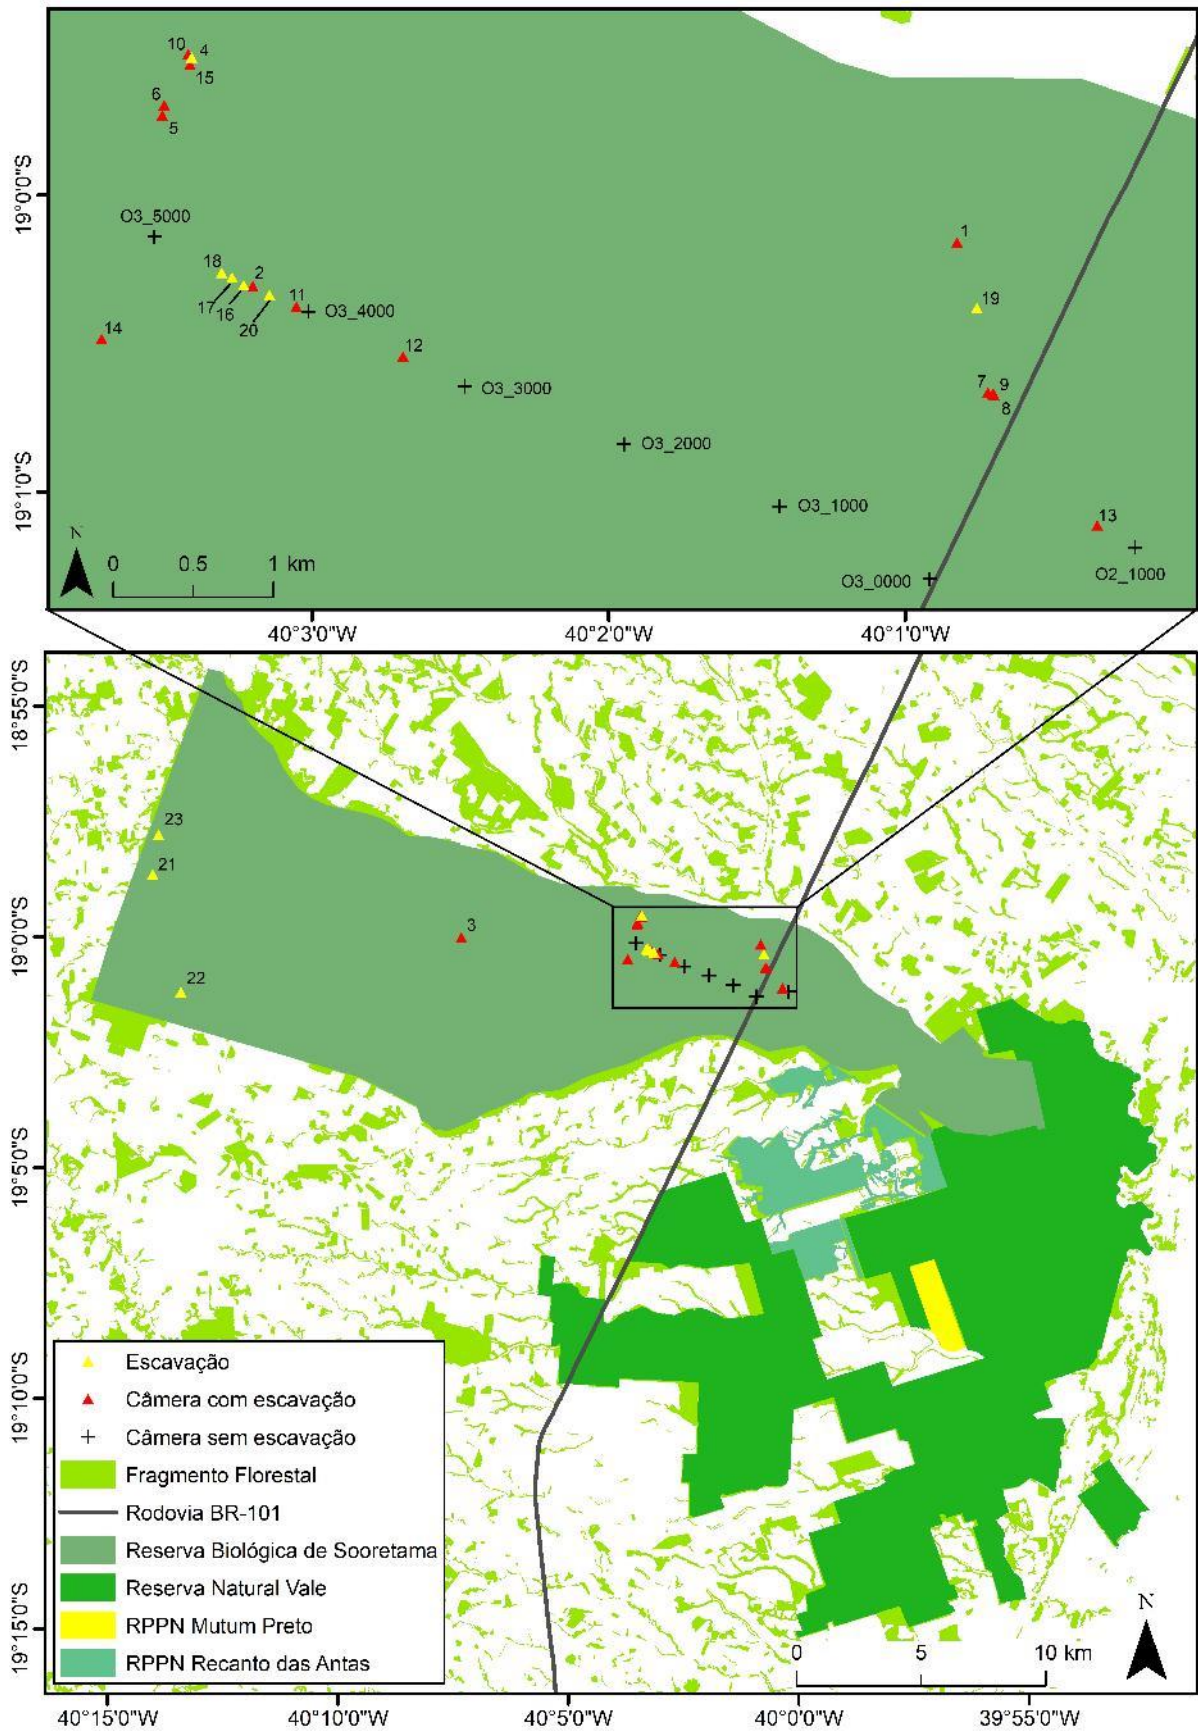 10
4
15
6
5
19°0'0"S
O3_5000
1
18
2
17
16
20
11
O3_4000
19
14
12
O3_3000
7
9
8
O3_2000
19°1'0"S
O3_1000
13
N
0 0.5 1 km
O3_0000
O2_1000
40°3'0"W 40°2'0"W 40°1'0"W
18°55'0"S
23
21
3
19°0'0"S
22
19°5'0"S
19°10'0"S
19°15'0"S
Escavação
Câmera com escavação
Câmera sem escavação
Fragmento Florestal
Rodovia BR-101
Reserva Biológica de Sooretama
Reserva Natural Vale
RPPN Mutum Preto
RPPN Recanto das Antas
N
0 5 10 km
40°15'0"W 40°10'0"W 40°5'0"W 40°0'0"W 39°55'0"W